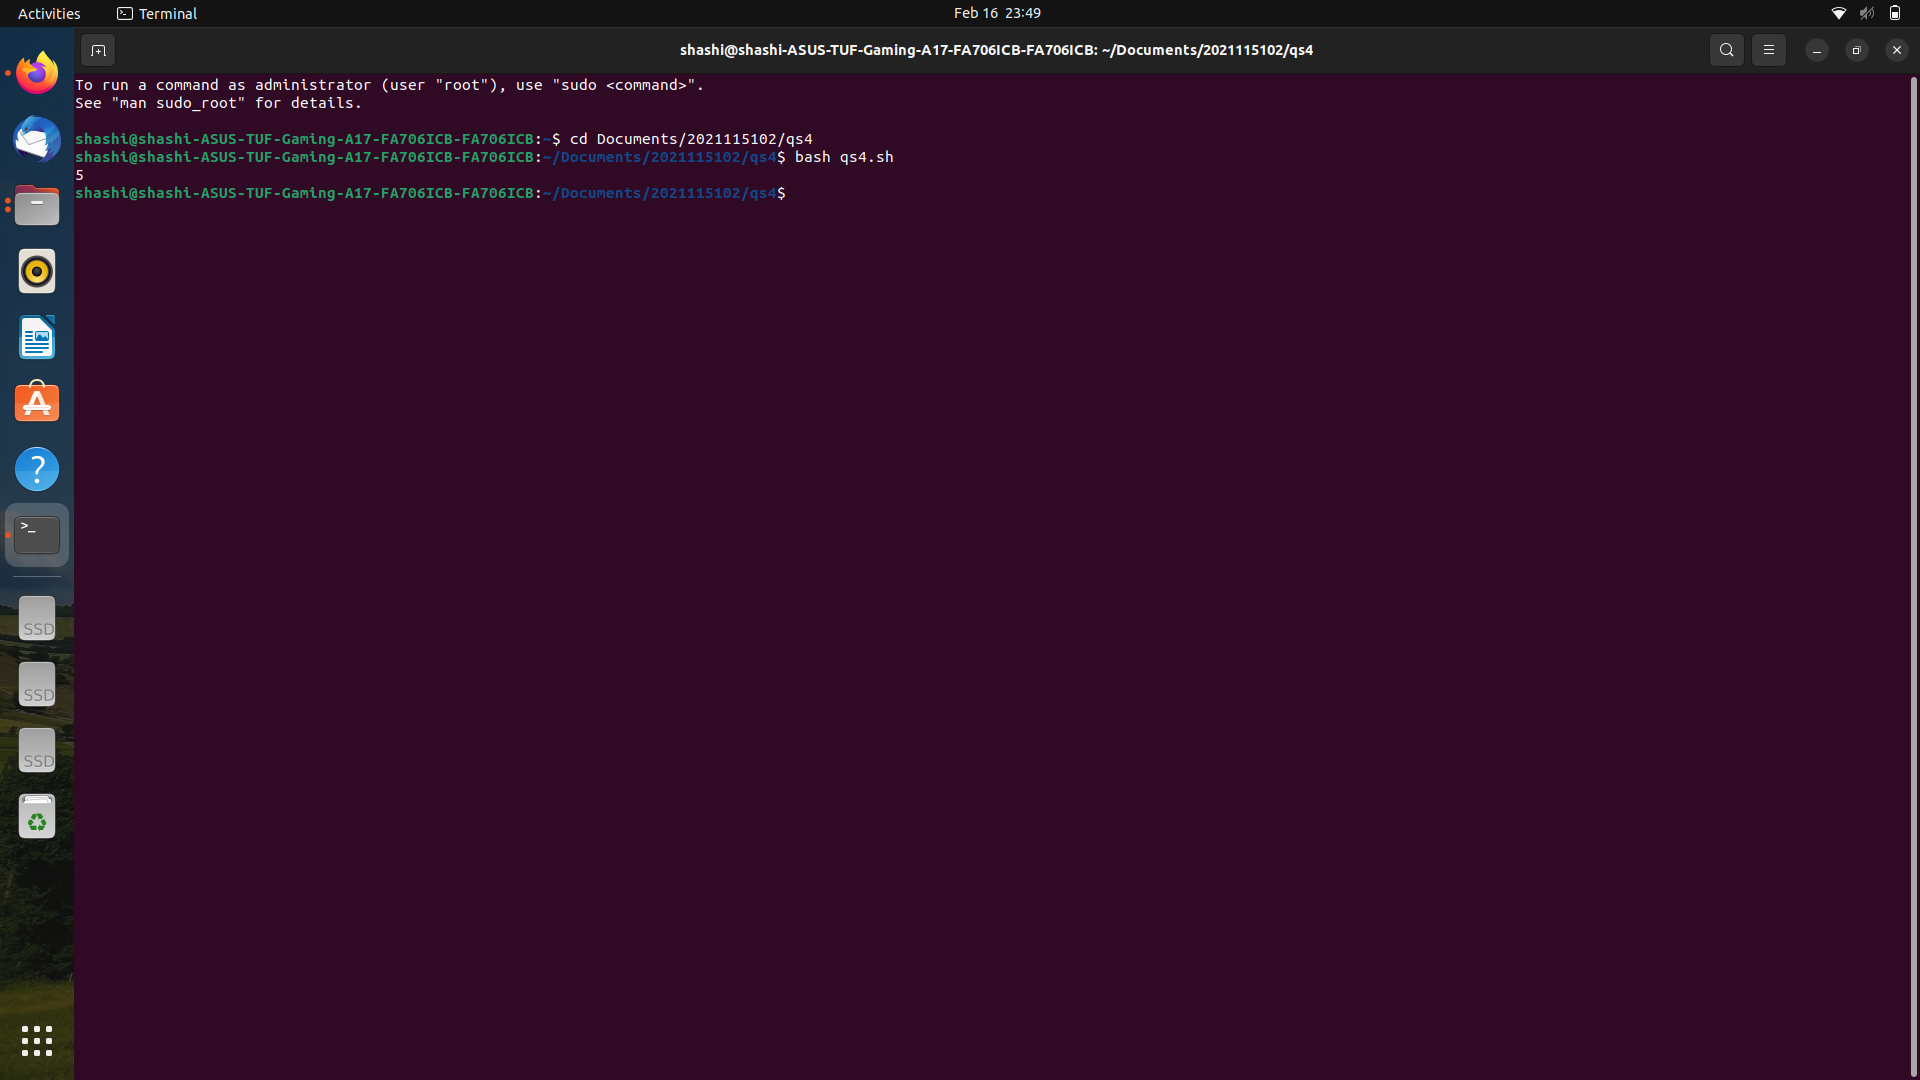 Activities
Terminal
Feb 16 23:49
shashi@shashi-ASUS-TUF-Gaming-A17-FA706ICB-FA706ICB: ~/Documents/2021115102/qs4
To run a command as administrator (user "root"), use "sudo <command>".
See "man sudo_root" for details.
shashi@shashi-ASUS-TUF-Gaming-A17-FA706ICB-FA706ICB:~$ cd Documents/2021115102/qs4
shashi@shashi-ASUS-TUF-Gaming-A17-FA706ICB-FA706ICB:~/Documents/2021115102/qs4$ bash qs4.sh
5
shashi@shashi-ASUS-TUF-Gaming-A17-FA706ICB-FA706ICB:~/Documents/2021115102/qs4$
SSD
SSD
SSD